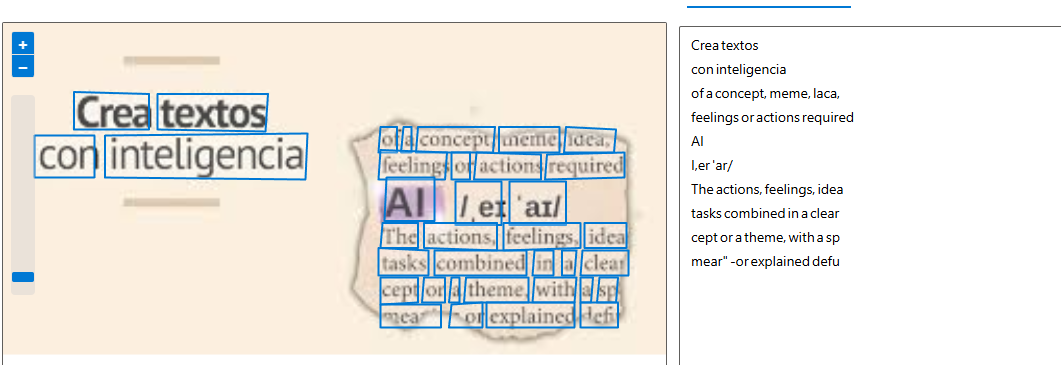 +
–
Crea textos
con inteligencia
of a concept, meme, idea,
feelings or actions required
AI /ˌeɪ ˈaɪ/
The actions, feelings, idea
tasks combined in a clear
cept or a theme, with a sp
mea - or explained defi
Crea textos
con inteligencia
of a concept, meme, laca,
feelings or actions required
AI
l,er 'ar/
The actions, feelings, idea
tasks combined in a clear
cept or a theme, with a sp
mear" -or explained defu